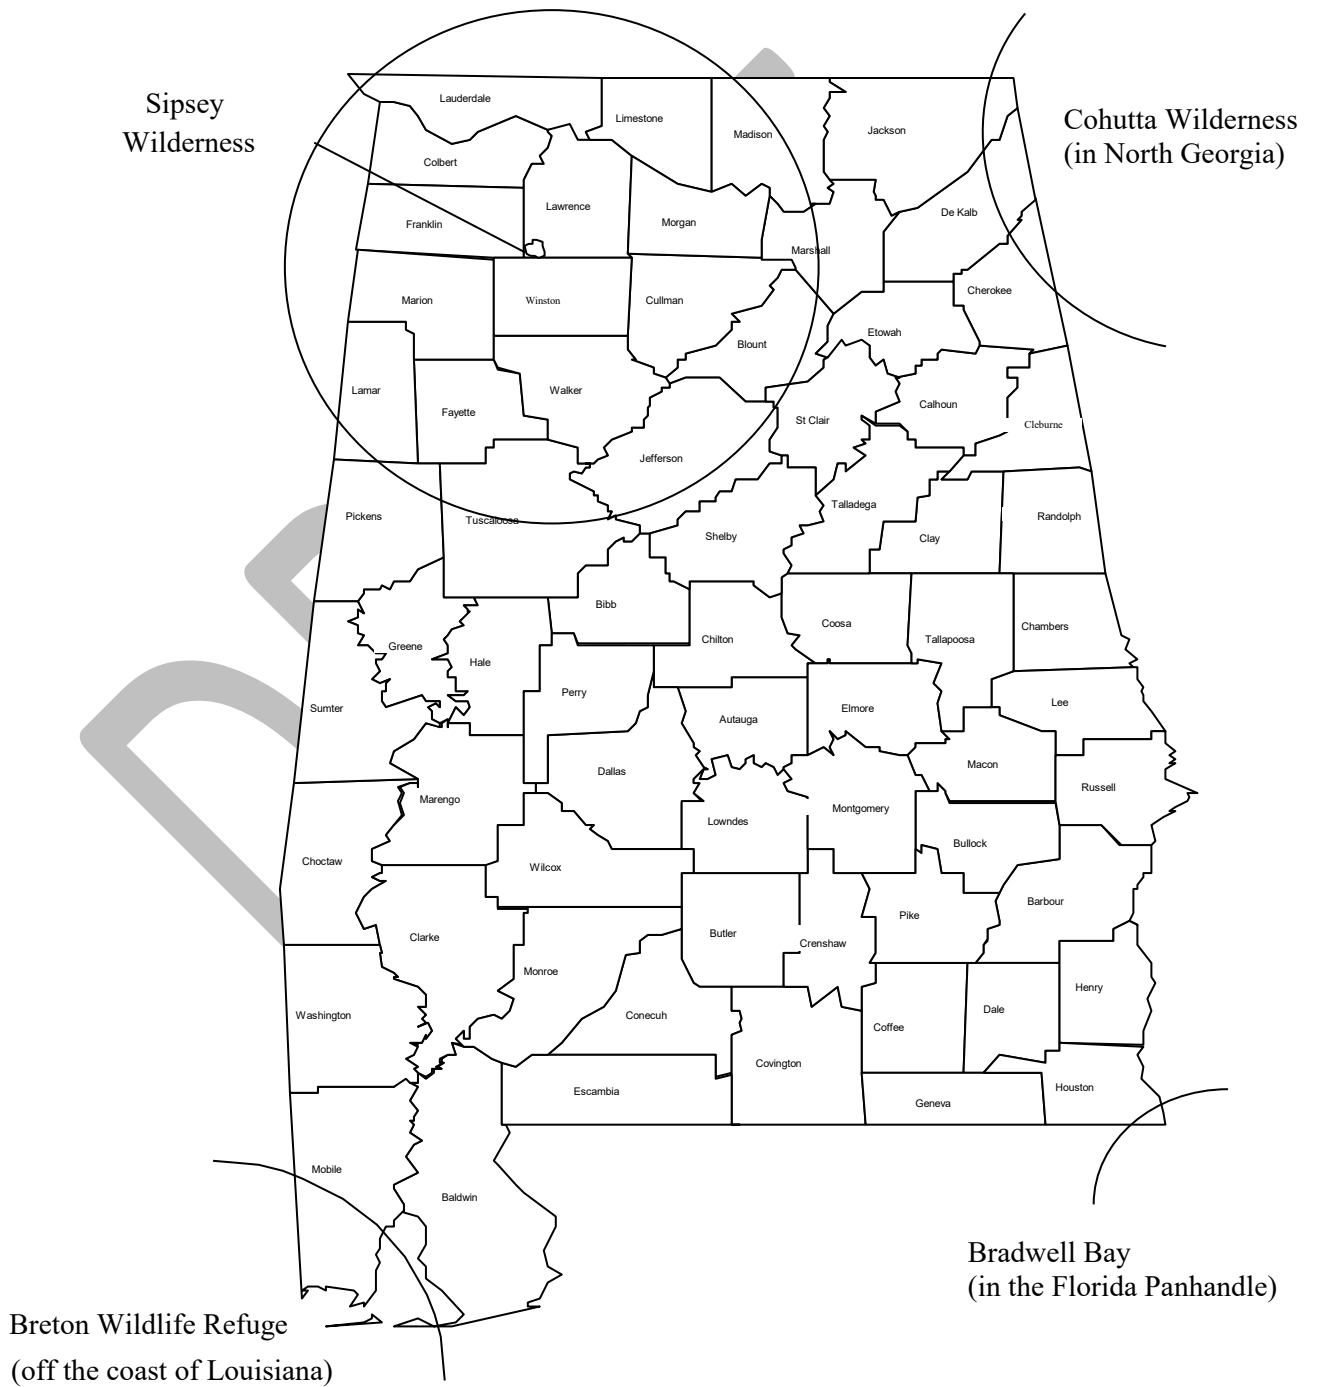 Sipsey
Wilderness
Cohutta Wilderness
(in North Georgia)
Lauderdale
Limestone
Madison
Jackson
Colbert
Lawrence
Franklin
Morgan
De Kalb
Marshall
Marion
Winston
Cullman
Cherokee
Blount
Etowah
Lamar
Fayette
Walker
St Clair
Calhoun
Cleburne
Jefferson
Pickens
Tuscaloosa
Talladega
Randolph
Shelby
Clay
Bibb
Greene
Hale
Chilton
Coosa
Tallapoosa
Chambers
Sumter
Perry
Autauga
Elmore
Lee
Dallas
Macon
Marengo
Russell
Lowndes
Montgomery
Bullock
Choctaw
Wilcox
Barbour
Clarke
Butler
Pike
Crenshaw
Monroe
Henry
Washington
Conecuh
Coffee
Dale
Covington
Escambia
Geneva
Houston
Mobile
Baldwin
Bradwell Bay
(in the Florida Panhandle)
Breton Wildlife Refuge
(off the coast of Louisiana)